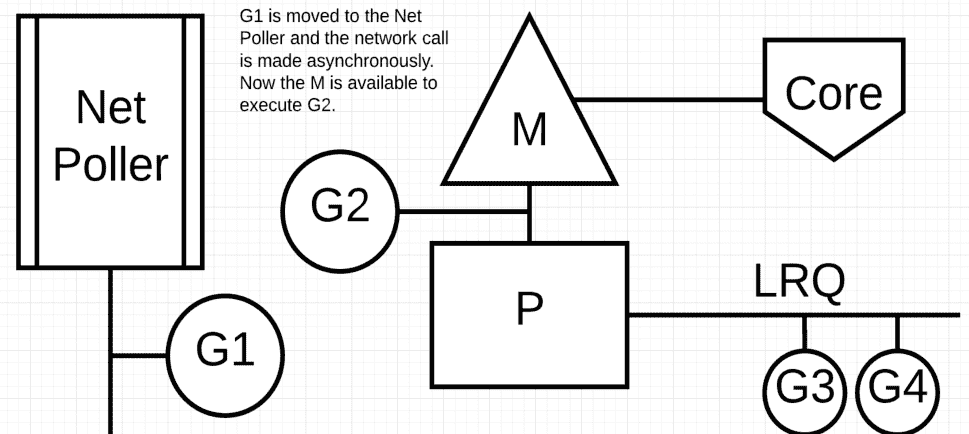 G1 is moved to the Net
Poller and the network call
is made asynchronously.
Now the M is available to
execute G2.
Net
Poller
M
Core
G2
P
LRQ
G1
G3
G4